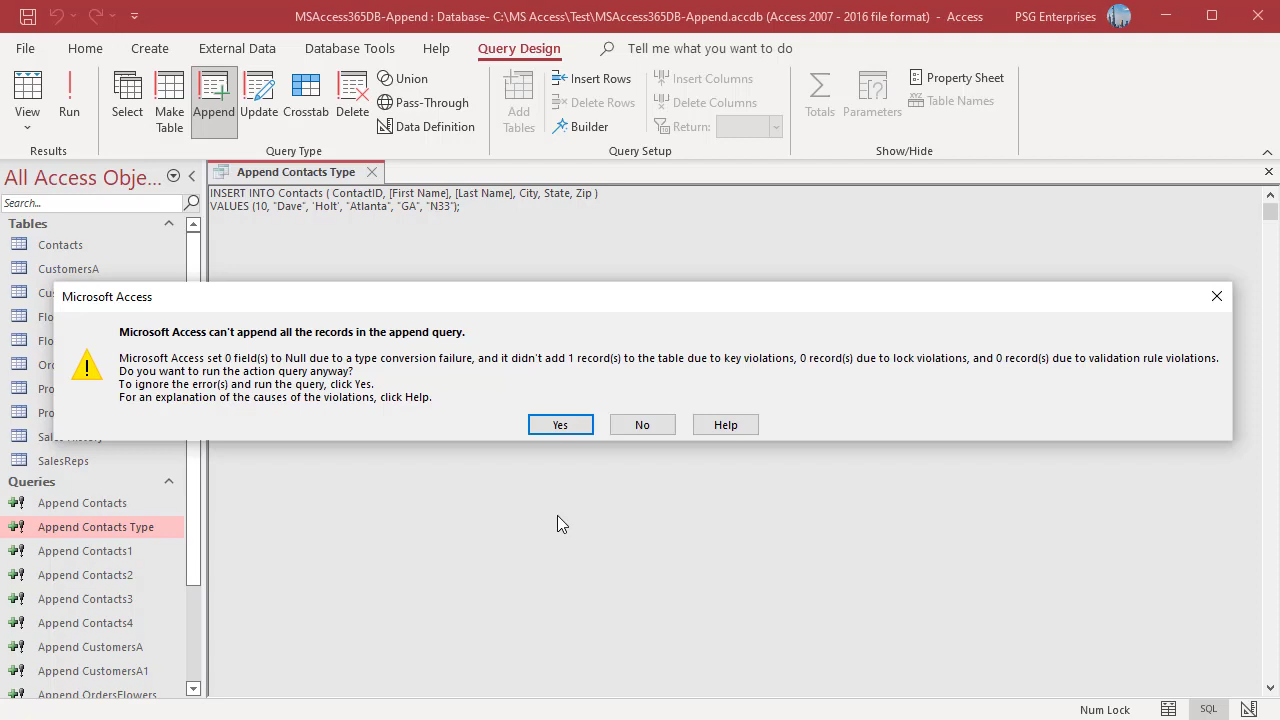 MSAccess365DB-Append : Database- C:\MS Access\Test\MSAccess365DB-Append.accdb (Access 2007 - 2016 file format) - Access
PSG Enterprises
File Home Create External Data Database Tools Help Query Design Tell me what you want to do
View
Run
Select
Make Table
Append
Update
Crosstab
Delete
Union
Pass-Through
Data Definition
Add Tables
Insert Rows
Delete Rows
Builder
Insert Columns
Delete Columns
Return:
Totals
Parameters
Property Sheet
XYZ
Table Names
Results
Query Type
Query Setup
Show/Hide
All Access Obje...
Search...
Tables
Contacts
CustomersA
SalesReps
Queries
Append Contacts
Append Contacts Type
Append Contacts1
Append Contacts2
Append Contacts3
Append Contacts4
Append CustomersA
Append CustomersA1
Append OrdersFlowers
Append Contacts Type
INSERT INTO Contacts ( ContactID, [First Name], [Last Name], City, State, Zip )
VALUES (10, "Dave", 'Holt', "Atlanta", "GA", "N33");
Microsoft Access
Microsoft Access can't append all the records in the append query.
Microsoft Access set 0 field(s) to Null due to a type conversion failure, and it didn't add 1 record(s) to the table due to key violations, 0 record(s) due to lock violations, and 0 record(s) due to validation rule violations.
Do you want to run the action query anyway?
To ignore the error(s) and run the query, click Yes.
For an explanation of the causes of the violations, click Help.
Yes No Help
Num Lock
SQL